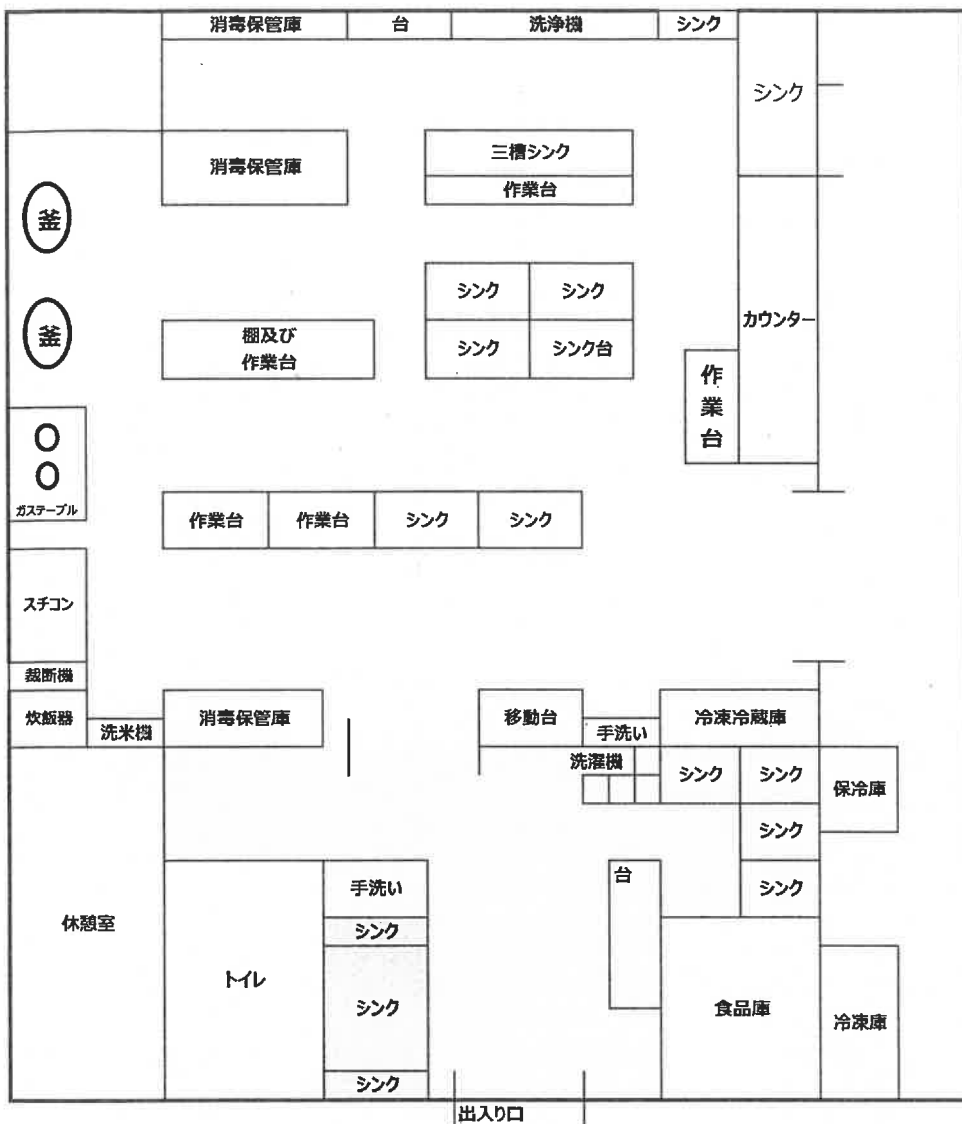 消毒保管庫
台
洗浄機
シンク
シンク
消毒保管庫
三槽シンク
作業台
釜
シンク
シンク
カウンター
釜
棚及び
作業台
シンク
シンク台
作
業
台
ガステーブル
作業台
作業台
シンク
シンク
スチコン
裁断機
炊飯器
洗米機
消毒保管庫
移動台
手洗い
冷凍冷蔵庫
洗濯機
シンク
シンク
保冷庫
シンク
シンク
台
手洗い
シンク
休憩室
トイレ
シンク
食品庫
冷凍庫
シンク
出入り口